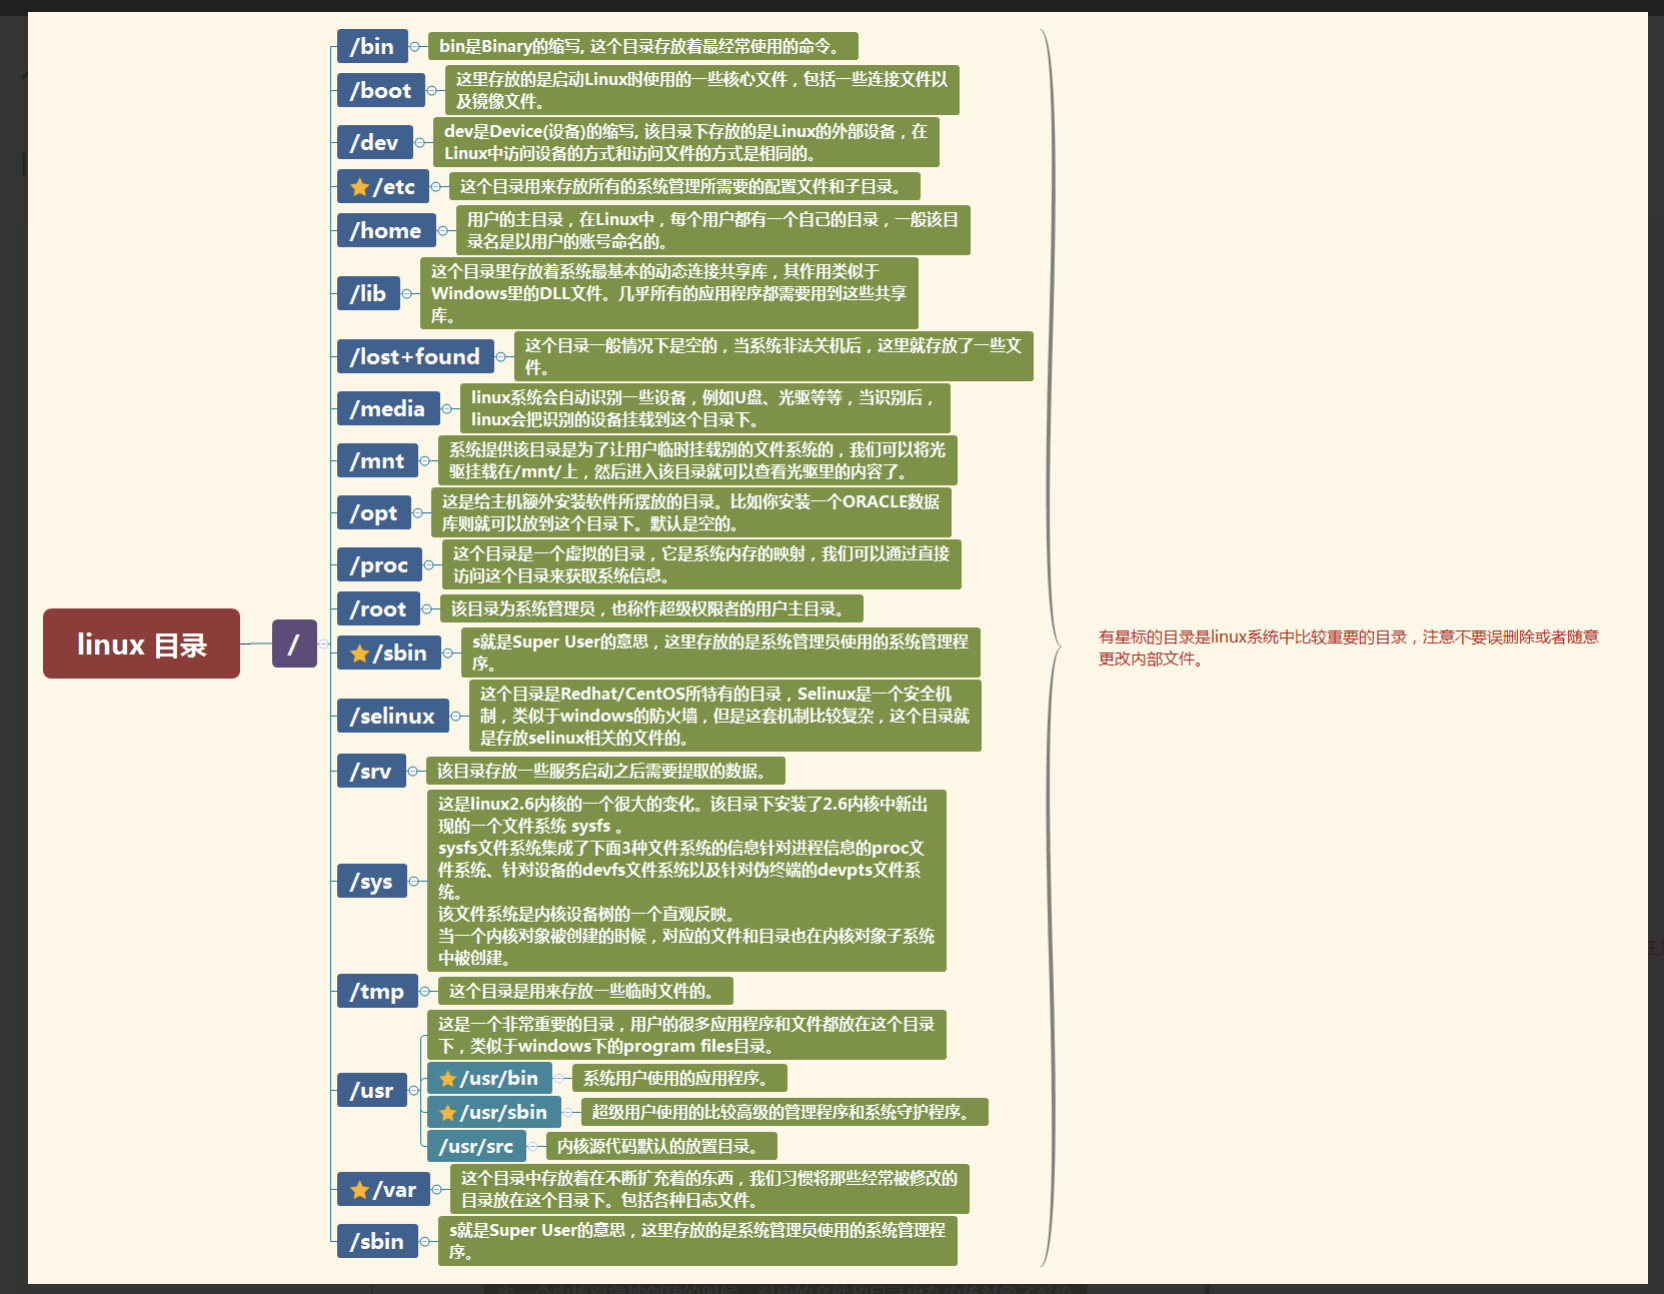 linux 目录
/
/bin
bin是Binary的缩写, 这个目录存放着最经常使用的命令。
/boot
这里存放的是启动Linux时使用的一些核心文件，包括一些连接文件以
及镜像文件。
/dev
dev是Device(设备)的缩写, 该目录下存放的是Linux的外部设备，在
Linux中访问设备的方式和访问文件的方式是相同的。
/etc
这个目录用来存放所有的系统管理所需要的配置文件和子目录。
/home
用户的主目录，在Linux中，每个用户都有一个自己的目录，一般该目
录名是以用户的账号命名的。
/lib
这个目录里存放着系统最基本的动态连接共享库，其作用类似于
Windows里的DLL文件。几乎所有的应用程序都需要用到这些共享
库。
/lost+found
这个目录一般情况下是空的，当系统非法关机后，这里就存放了一些文
件。
/media
linux系统会自动识别一些设备，例如U盘、光驱等等，当识别后，
linux会把识别的设备挂载到这个目录下。
/mnt
系统提供该目录是为了让用户临时挂载别的文件系统的，我们可以将光
驱挂载在/mnt/上，然后进入该目录就可以查看光驱里的内容了。
/opt
这是给主机额外安装软件所摆放的目录。比如你安装一个ORACLE数据
库则就可以放到这个目录下。默认是空的。
/proc
这个目录是一个虚拟的目录，它是系统内存的映射，我们可以通过直接
访问这个目录来获取系统信息。
/root
该目录为系统管理员，也称作超级权限者的用户主目录。
/sbin
s就是Super User的意思，这里存放的是系统管理员使用的系统管理程
序。
/selinux
这个目录是Redhat/CentOS所特有的目录，Selinux是一个安全机
制，类似于windows的防火墙，但是这套机制比较复杂，这个目录就
是存放selinux相关的文件的。
/srv
该目录存放一些服务启动之后需要提取的数据。
/sys
这是linux2.6内核的一个很大的变化。该目录下安装了2.6内核中新出
现的一个文件系统 sysfs 。
sysfs文件系统集成了下面3种文件系统的信息针对进程信息的proc文
件系统、针对设备的devfs文件系统以及针对伪终端的devpts文件系
统。
该文件系统是内核设备树的一个直观反映。
当一个内核对象被创建的时候，对应的文件和目录也在内核对象子系统
中被创建。
/tmp
这个目录是用来存放一些临时文件的。
/usr
这是一个非常重要的目录，用户的很多应用程序和文件都放在这个目录
下，类似于windows下的program files目录。
/usr/bin
系统用户使用的应用程序。
/usr/sbin
超级用户使用的比较高级的管理程序和系统守护程序。
/usr/src
内核源代码默认的放置目录。
/var
这个目录中存放着在不断扩充着的东西，我们习惯将那些经常被修改的
目录放在这个目录下。包括各种日志文件。
/sbin
s就是Super User的意思，这里存放的是系统管理员使用的系统管理程
序。
有星标的目录是linux系统中比较重要的目录，注意不要误删除或者随意
更改内部文件。